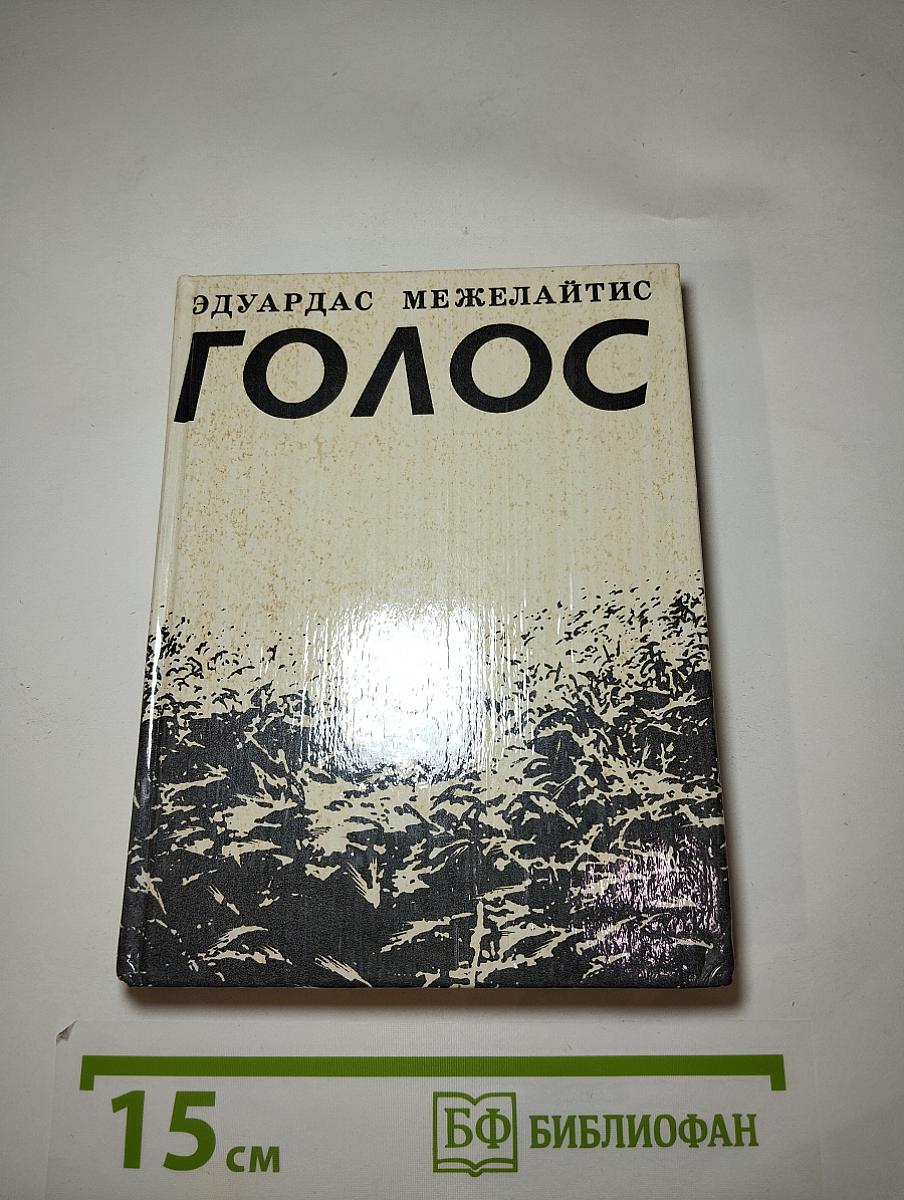 ЭДУАРДАС МЕЖЕЛАЙТИС
ГОЛОС
15 см
БФ БИБЛИОФАН